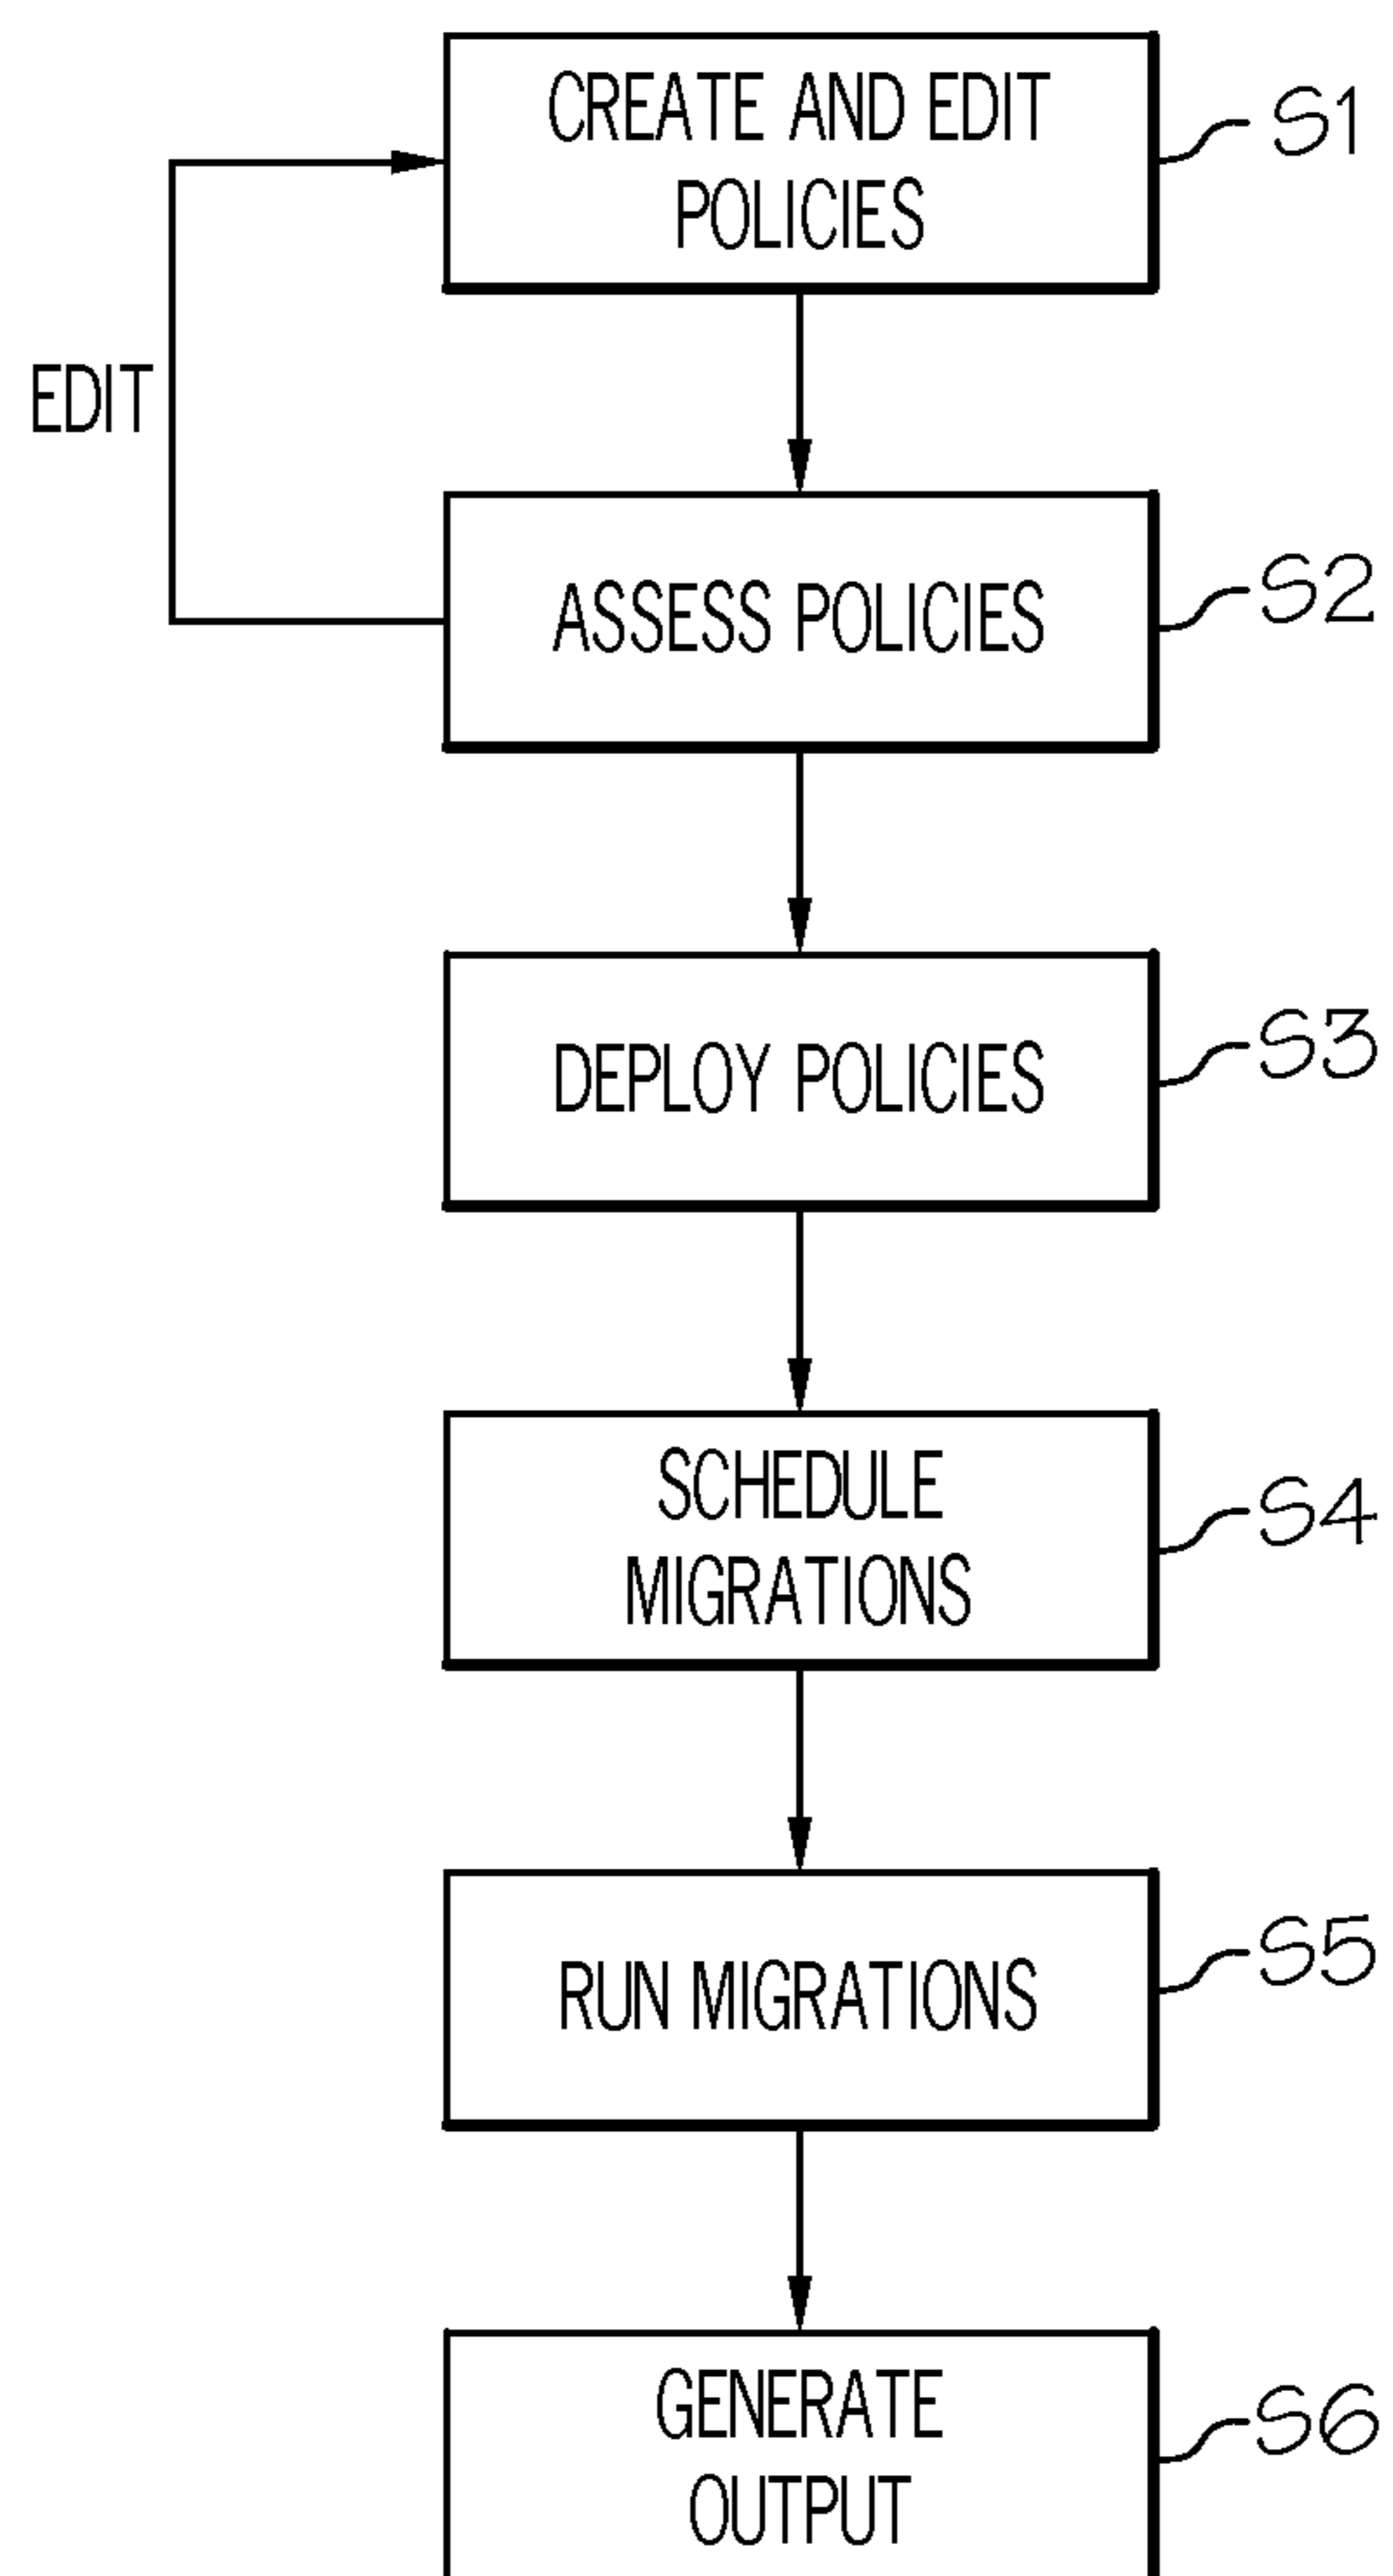 CREATE AND EDIT
POLICIES
S1
EDIT
ASSESS POLICIES
S2
DEPLOY POLICIES
S3
SCHEDULE
MIGRATIONS
S4
RUN MIGRATIONS
S5
GENERATE
OUTPUT
S6